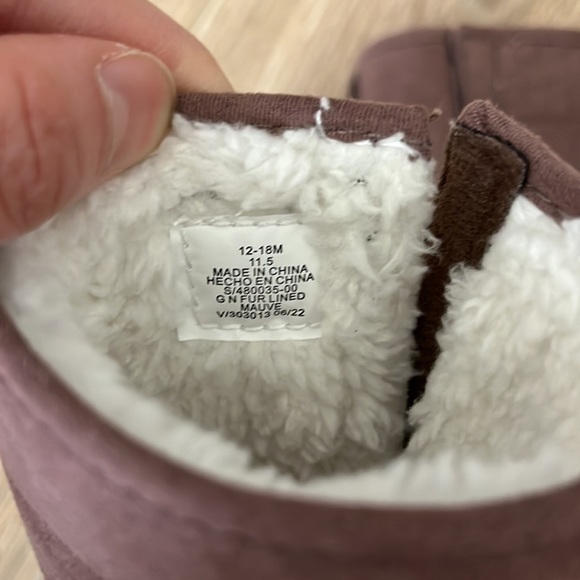 12-18M
11.5
MADE IN CHINA
HECHO EN CHINA
S/480035-00
G N FUR LINED
MAUVE
V/303013 06/22